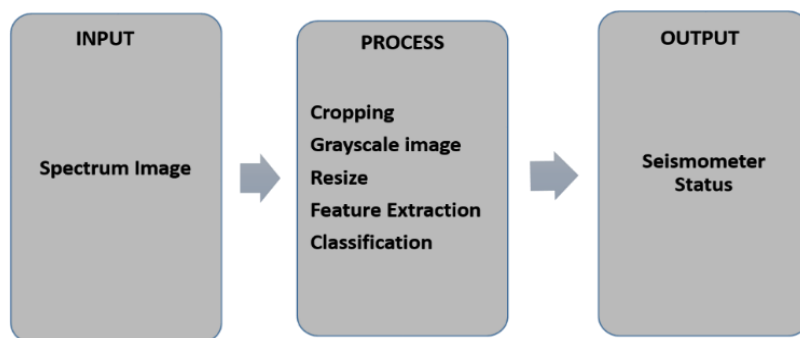 INPUT
Spectrum Image
PROCESS
Cropping
Grayscale image
Resize
Feature Extraction
Classification
OUTPUT
Seismometer
Status